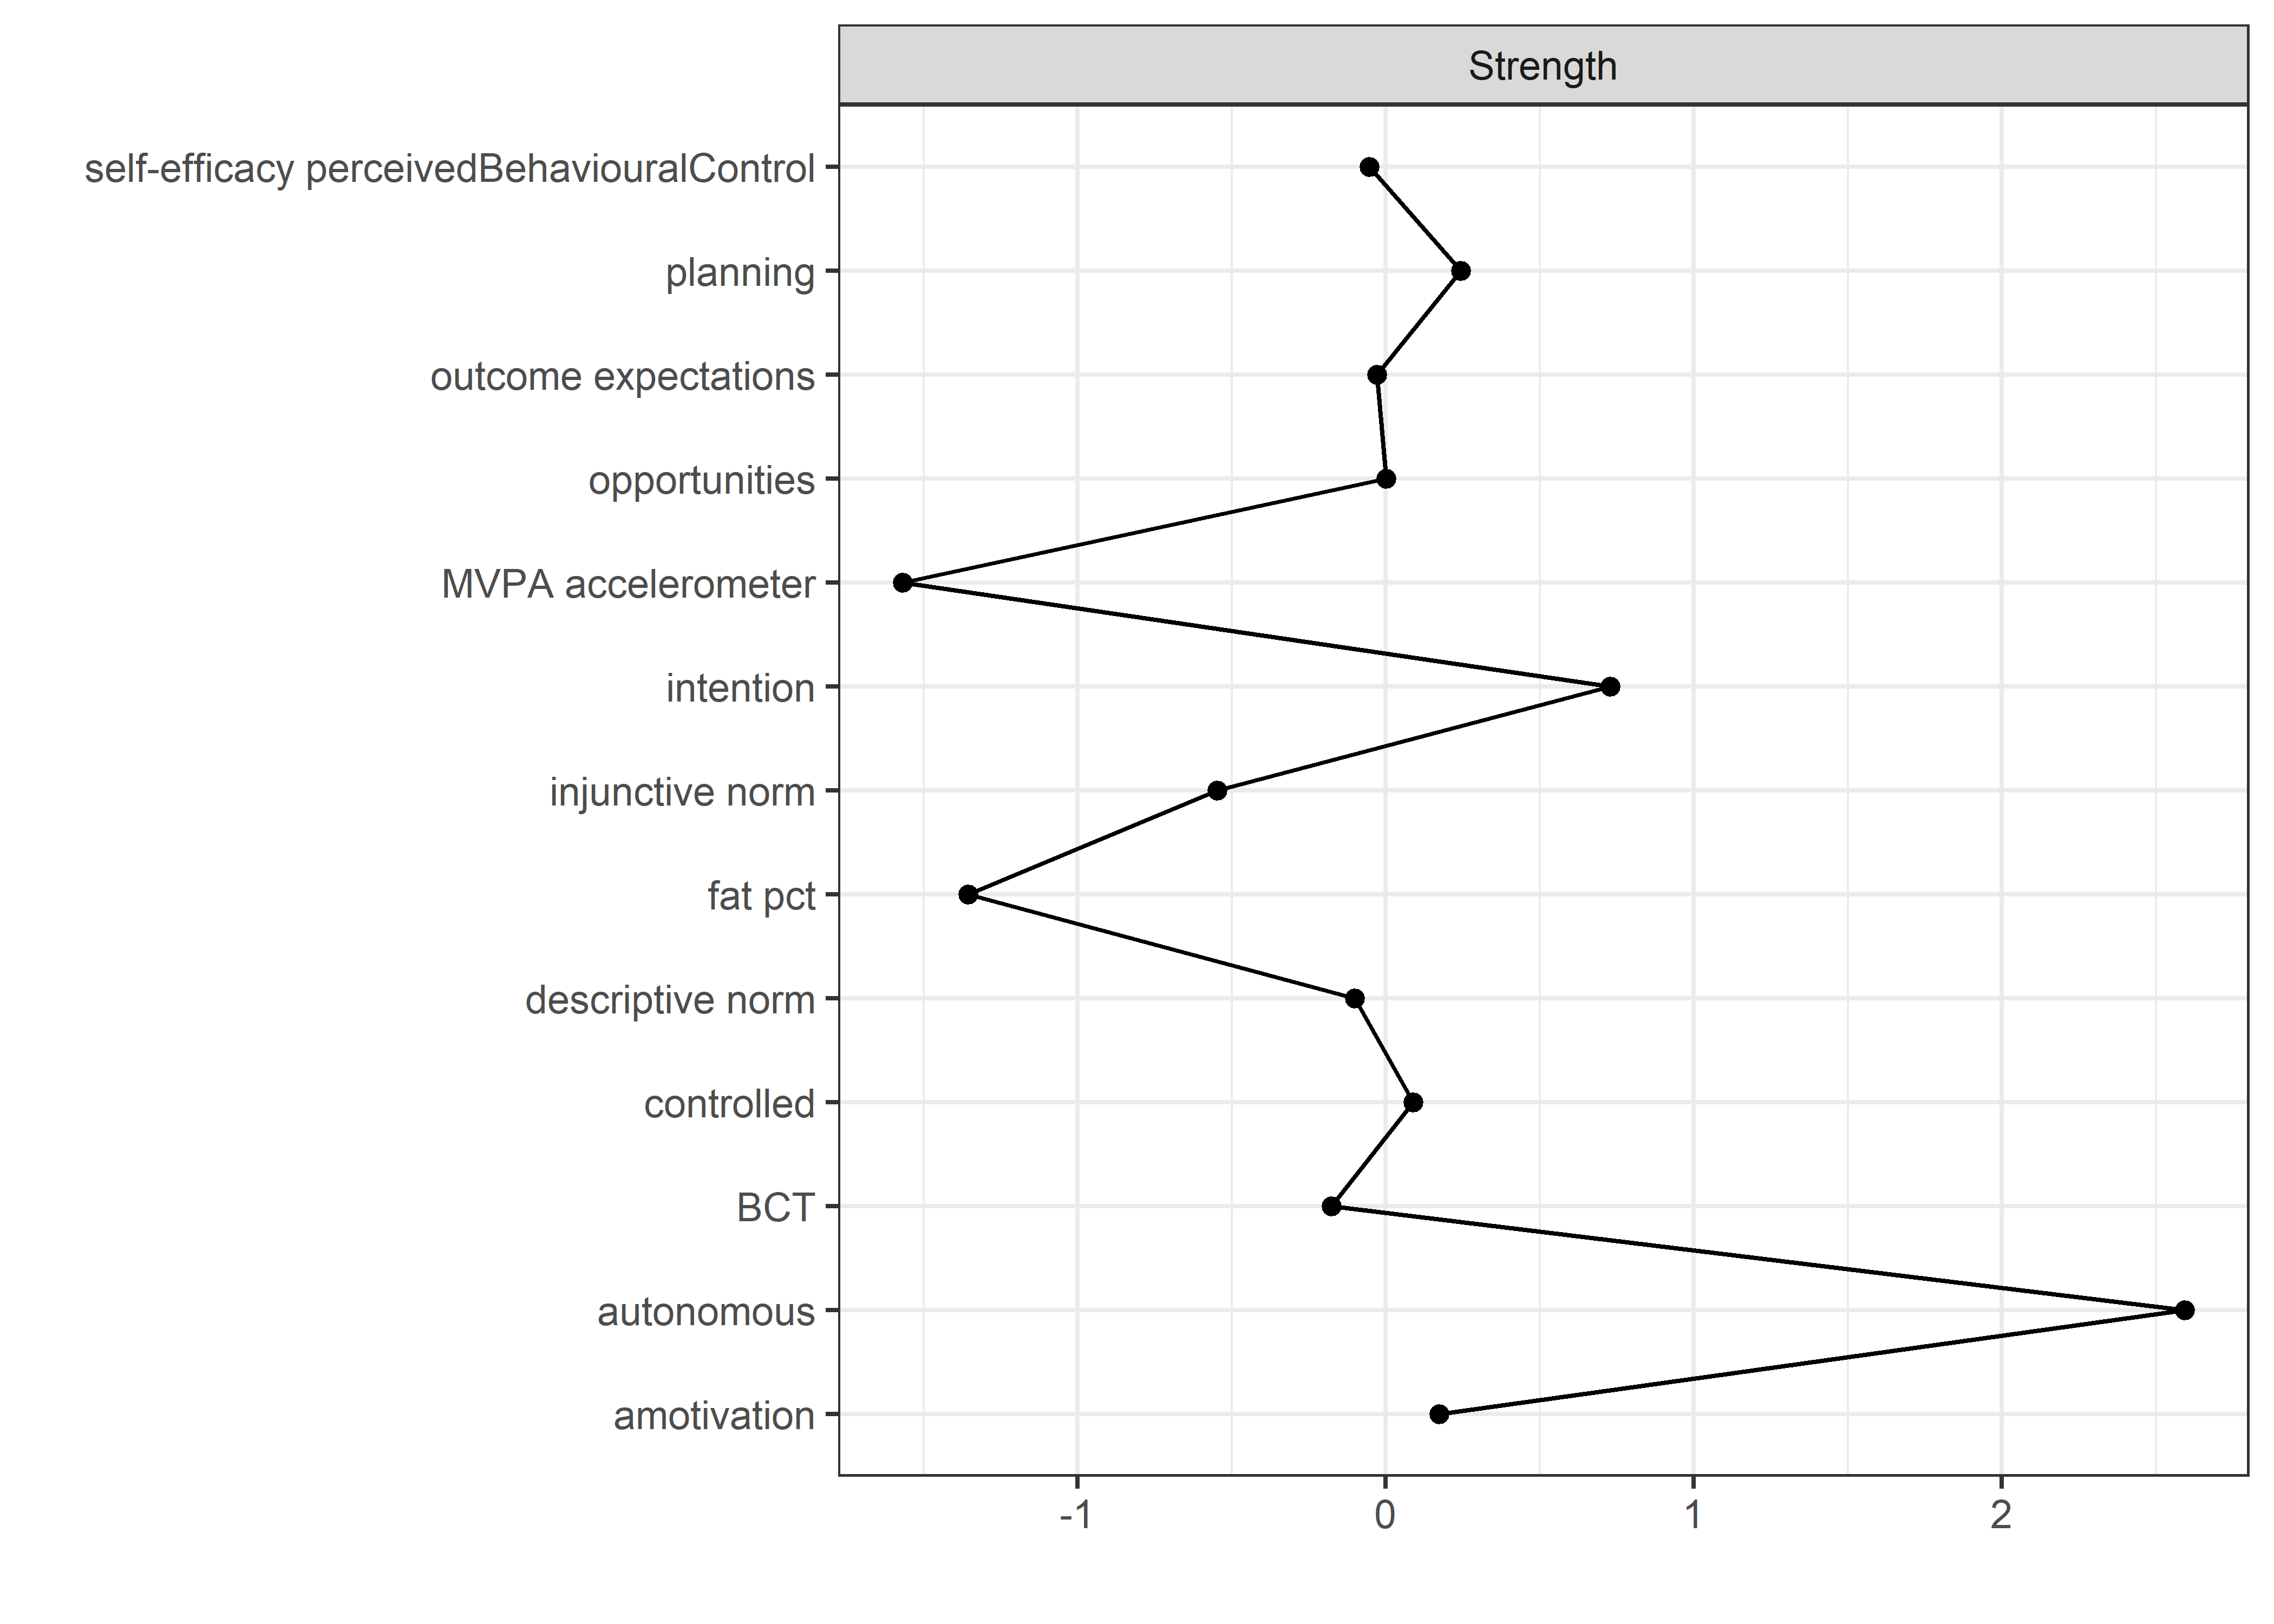 Strength
self-efficacy perceivedBehaviouralControl
planning
outcome expectations
opportunities
MVPA accelerometer
intention
injunctive norm
fat pct
descriptive norm
controlled
BCT
autonomous
amotivation
-1 0 1 2